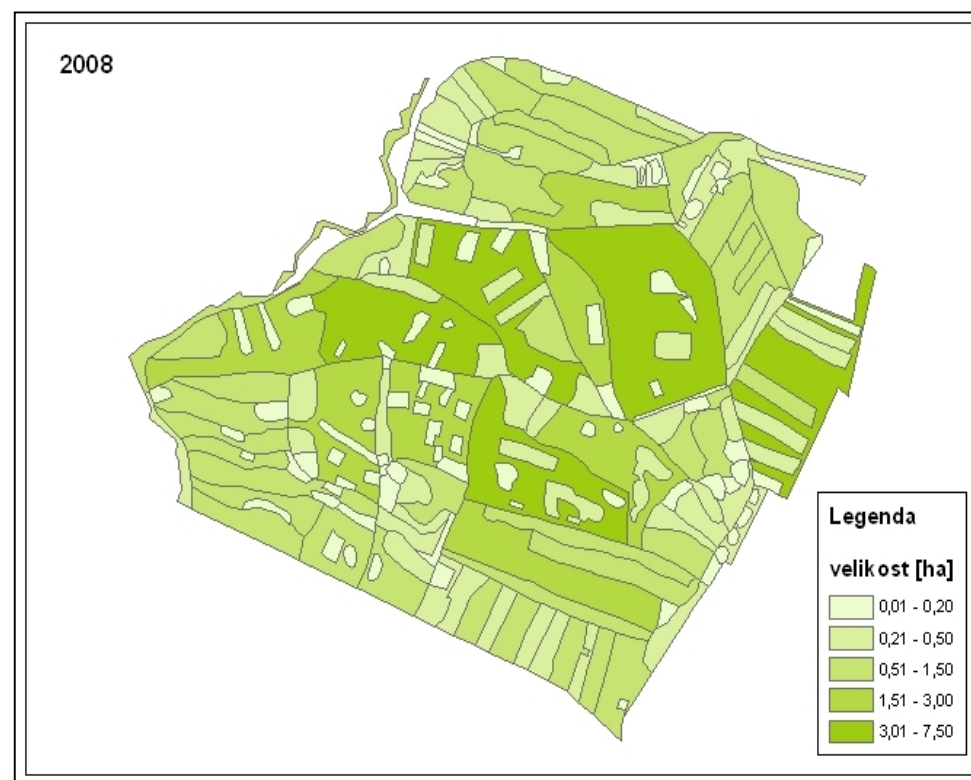 2008
Legenda
velikost [ha]
0,01 - 0,20
0,21 - 0,50
0,51 - 1,50
1,51 - 3,00
3,01 - 7,50